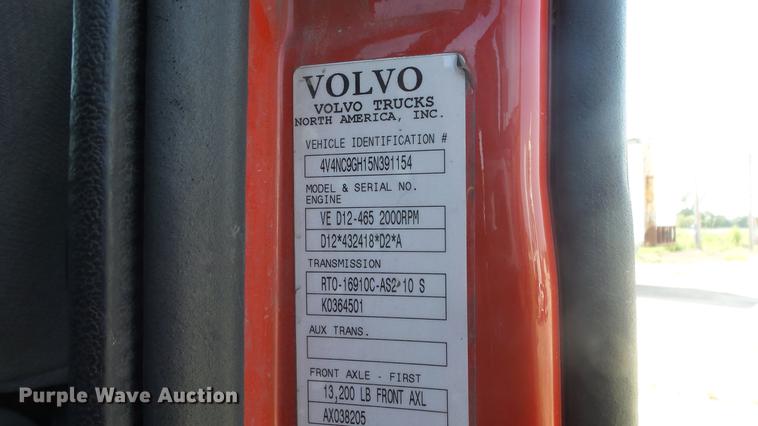 VOLVO
VOLVO TRUCKS
NORTH AMERICA, INC.
VEHICLE IDENTIFICATION #
4V4NC9GH15N391154
MODEL & SERIAL NO.
ENGINE
VE D12-465 2000RPM
D12*432418*D2*A
TRANSMISSION
RTO-16910C-AS2*10 S
K0364501
AUX TRANS.
FRONT AXLE - FIRST
13,200 LB FRONT AXL
AX038205
Purple Wave Auction